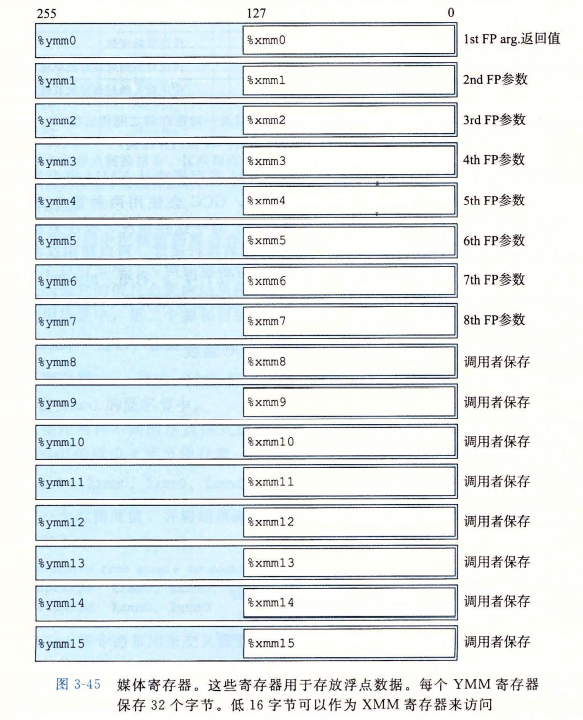 255 127 0
%ymm0 %xmm0 1st FP arg.返回值
%ymm1 %xmm1 2nd FP参数
%ymm2 %xmm2 3rd FP参数
%ymm3 %xmm3 4th FP参数
%ymm4 %xmm4 5th FP参数
%ymm5 %xmm5 6th FP参数
%ymm6 %xmm6 7th FP参数
%ymm7 %xmm7 8th FP参数
%ymm8 %xmm8 调用者保存
%ymm9 %xmm9 调用者保存
%ymm10 %xmm10 调用者保存
%ymm11 %xmm11 调用者保存
%ymm12 %xmm12 调用者保存
%ymm13 %xmm13 调用者保存
%ymm14 %xmm14 调用者保存
%ymm15 %xmm15 调用者保存
图 3-45 媒体寄存器。这些寄存器用于存放浮点数据。每个 YMM 寄存器
保存 32 个字节。低 16 字节可以作为 XMM 寄存器来访问